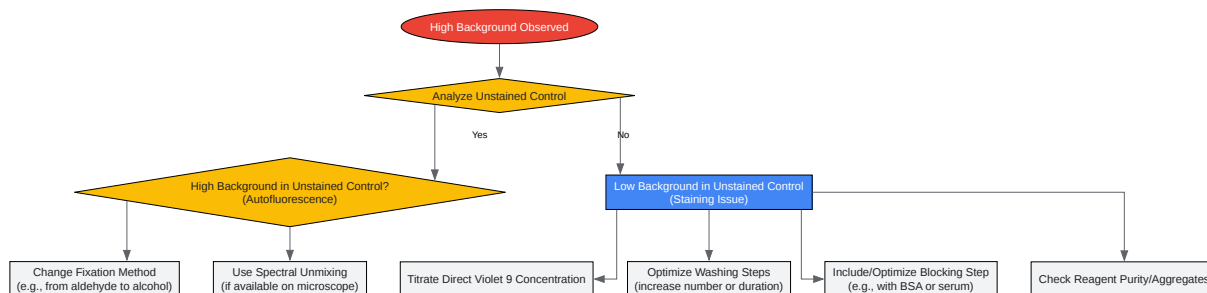 High Background Observed
Analyze Unstained Control
Yes
No
High Background in Unstained Control?
(Autofluorescence)
Low Background in Unstained Control
(Staining Issue)
Change Fixation Method
(e.g., from aldehyde to alcohol)
Use Spectral Unmixing
(if available on microscope)
Titrate Direct Violet 9 Concentration
Optimize Washing Steps
(increase number or duration)
Include/Optimize Blocking Step
(e.g., with BSA or serum)
Check Reagent Purity/Aggregates